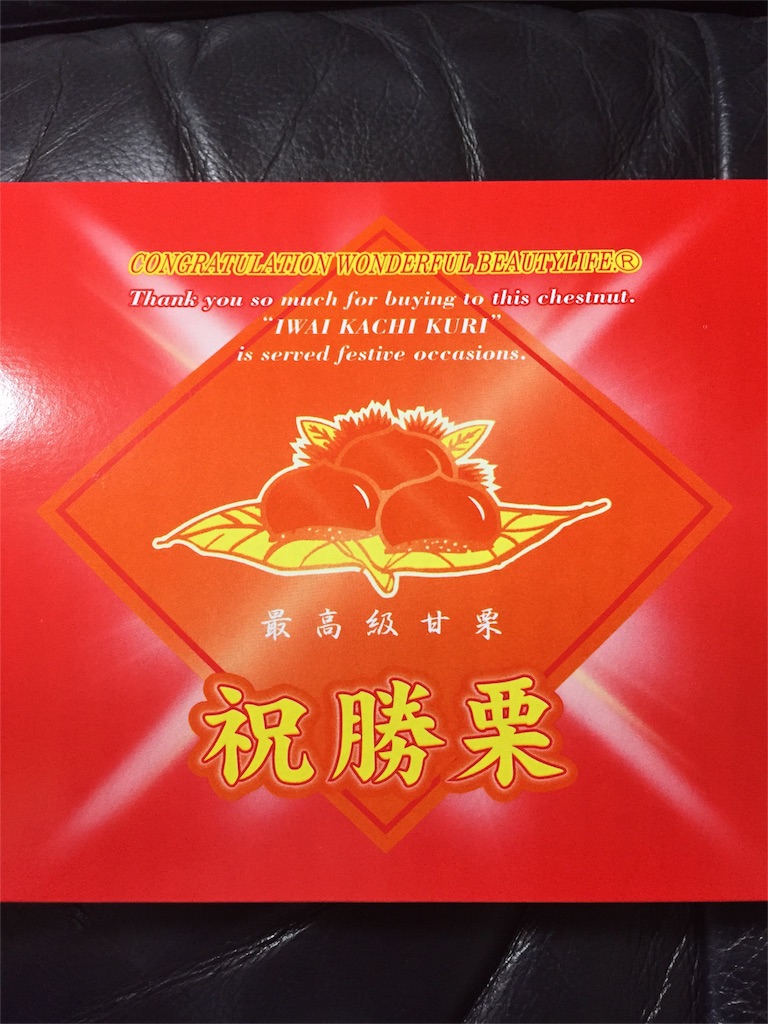 CONGRATULATION WONDERFUL BEAUTYLIFE.®
Thank you so much for buying to this chestnut.
“IWAI KACHI KURI”
is served festive occasions.
最高級甘栗
祝勝栗